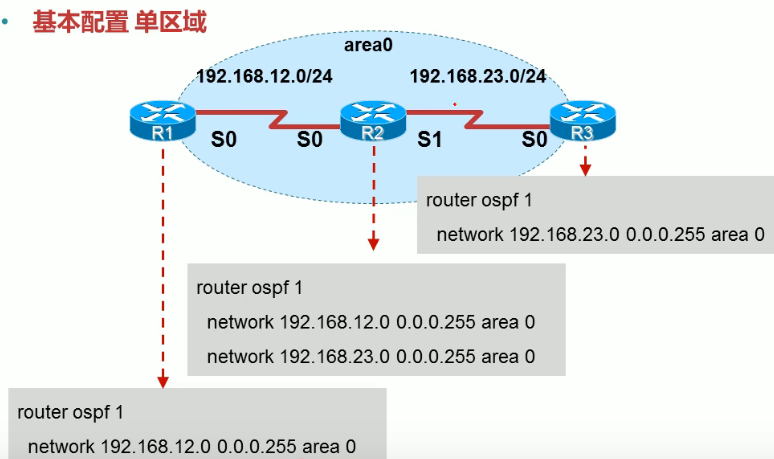 • 基本配置 单区域
area0
192.168.12.0/24
192.168.23.0/24
R1
R2
R3
S0
S0
S1
S0
router ospf 1
network 192.168.23.0 0.0.0.255 area 0
router ospf 1
network 192.168.12.0 0.0.0.255 area 0
network 192.168.23.0 0.0.0.255 area 0
router ospf 1
network 192.168.12.0 0.0.0.255 area 0